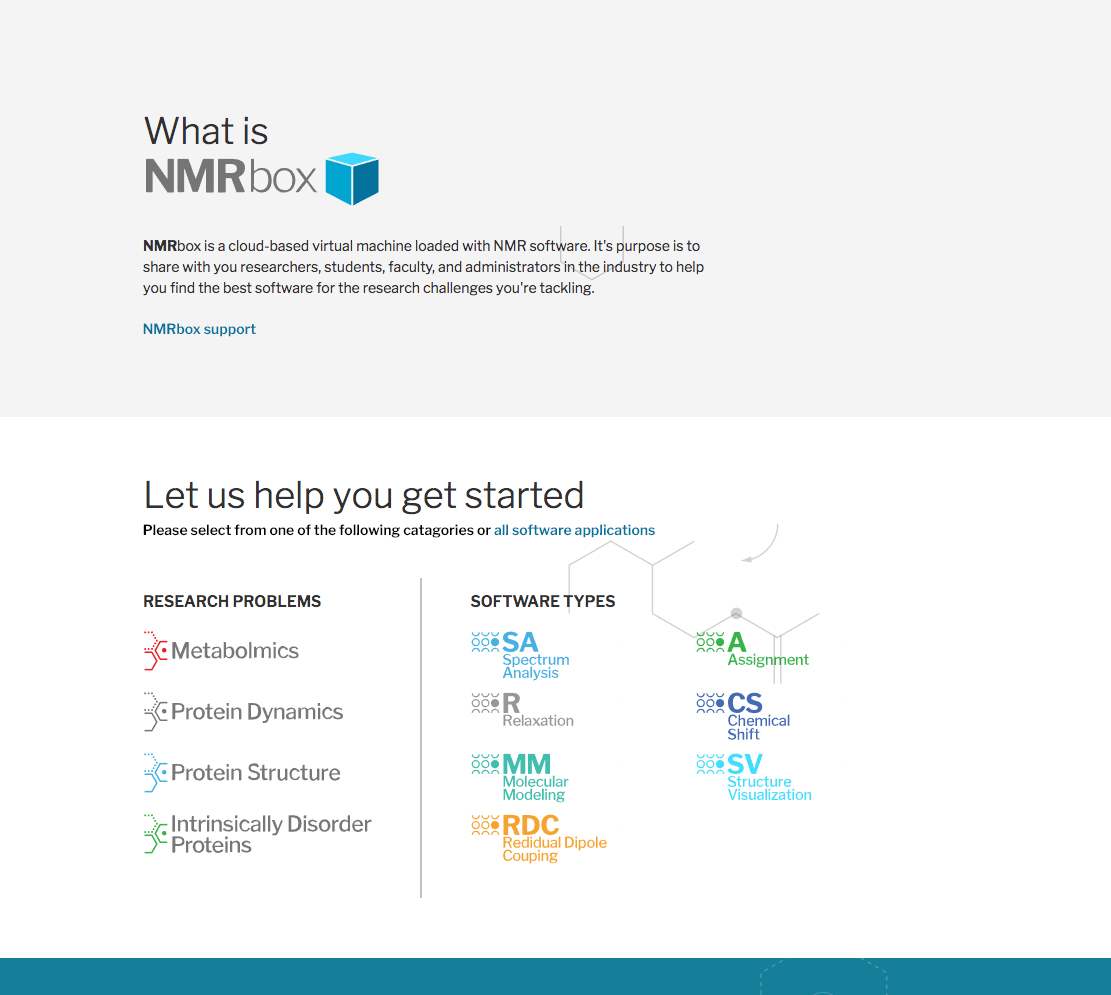 What is
NMRbox
NMRbox is a cloud-based virtual machine loaded with NMR software. It's purpose is to
share with you researchers, students, faculty, and administrators in the industry to help
you find the best software for the research challenges you're tackling.
NMRbox support
Let us help you get started
Please select from one of the following catagories or all software applications
RESEARCH PROBLEMS
Metabolmics
Protein Dynamics
Protein Structure
Intrinsically Disorder
Proteins
SOFTWARE TYPES
SA
Spectrum
Analysis
A
Assignment
R
Relaxation
CS
Chemical
Shift
MM
Molecular
Modeling
SV
Structure
Visualization
RDC
Redidual Dipole
Couping